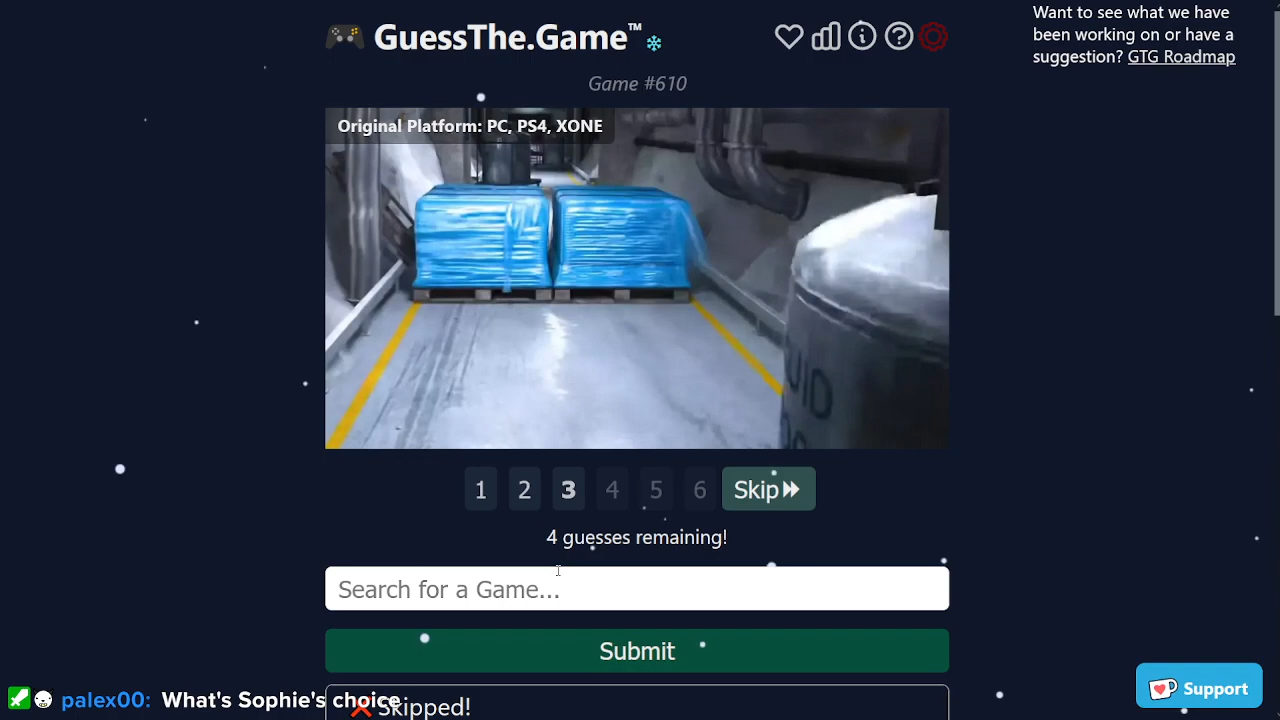 GuessThe.Game™
Want to see what we have
been working on or have a
suggestion? GTG Roadmap
Game #610
Original Platform: PC, PS4, XONE
UID
1 2 3 4 5 6 Skip
4 guesses remaining!
Search for a Game...
Submit
Skipped!
palex00: What's Sophie's choice
Support